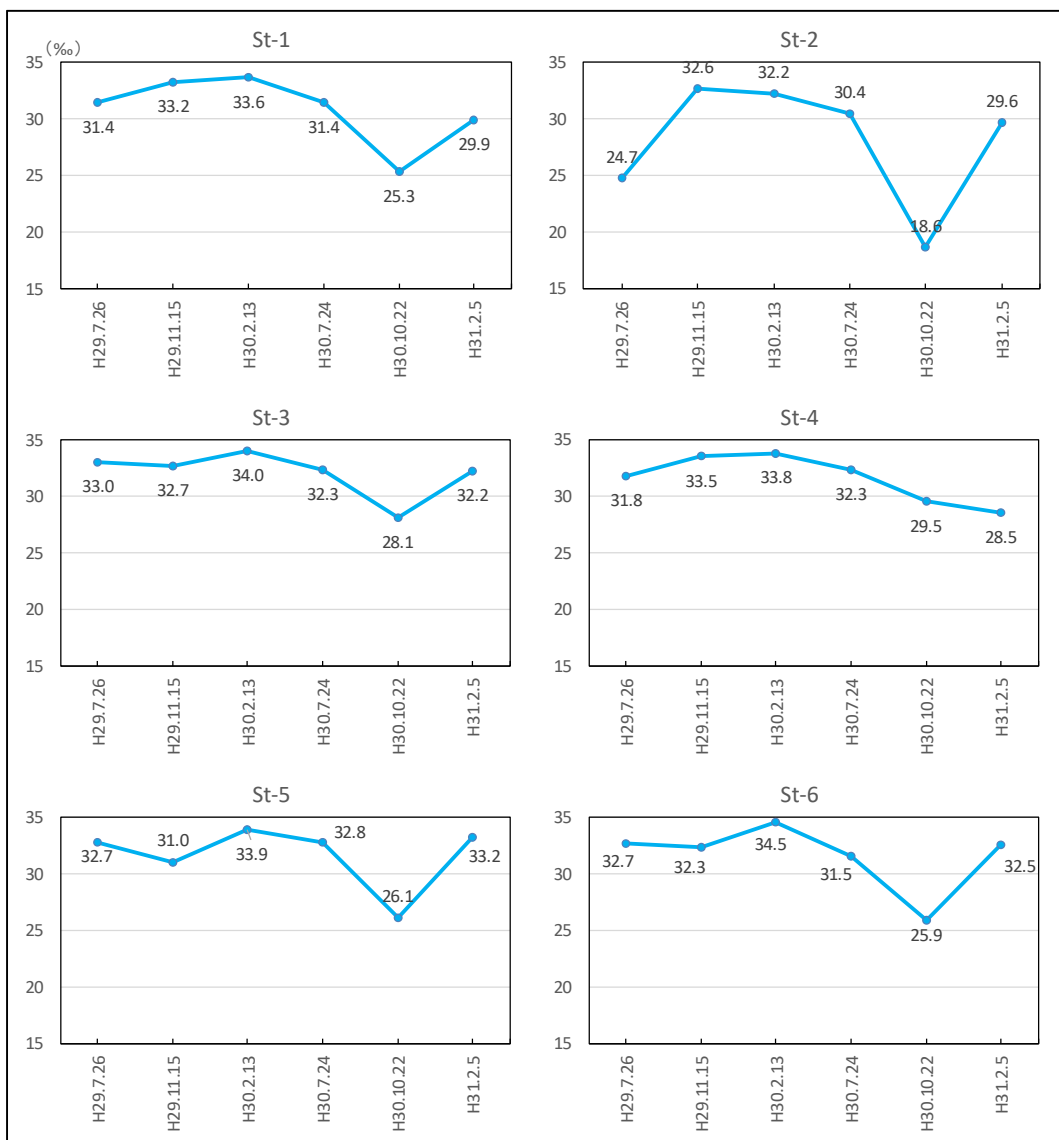 St-1
(‰)
35
30
25
20
15
31.4
33.2
33.6
31.4
25.3
29.9
H29.7.26
H29.11.15
H30.2.13
H30.7.24
H30.10.22
H31.2.5
St-2
35
30
25
20
15
24.7
32.6
32.2
30.4
18.6
29.6
H29.7.26
H29.11.15
H30.2.13
H30.7.24
H30.10.22
H31.2.5
St-3
35
30
25
20
15
33.0
32.7
34.0
32.3
28.1
32.2
H29.7.26
H29.11.15
H30.2.13
H30.7.24
H30.10.22
H31.2.5
St-4
35
30
25
20
15
31.8
33.5
33.8
32.3
29.5
28.5
H29.7.26
H29.11.15
H30.2.13
H30.7.24
H30.10.22
H31.2.5
St-5
35
30
25
20
15
32.7
31.0
33.9
32.8
26.1
33.2
H29.7.26
H29.11.15
H30.2.13
H30.7.24
H30.10.22
H31.2.5
St-6
35
30
25
20
15
32.7
32.3
34.5
31.5
25.9
32.5
H29.7.26
H29.11.15
H30.2.13
H30.7.24
H30.10.22
H31.2.5